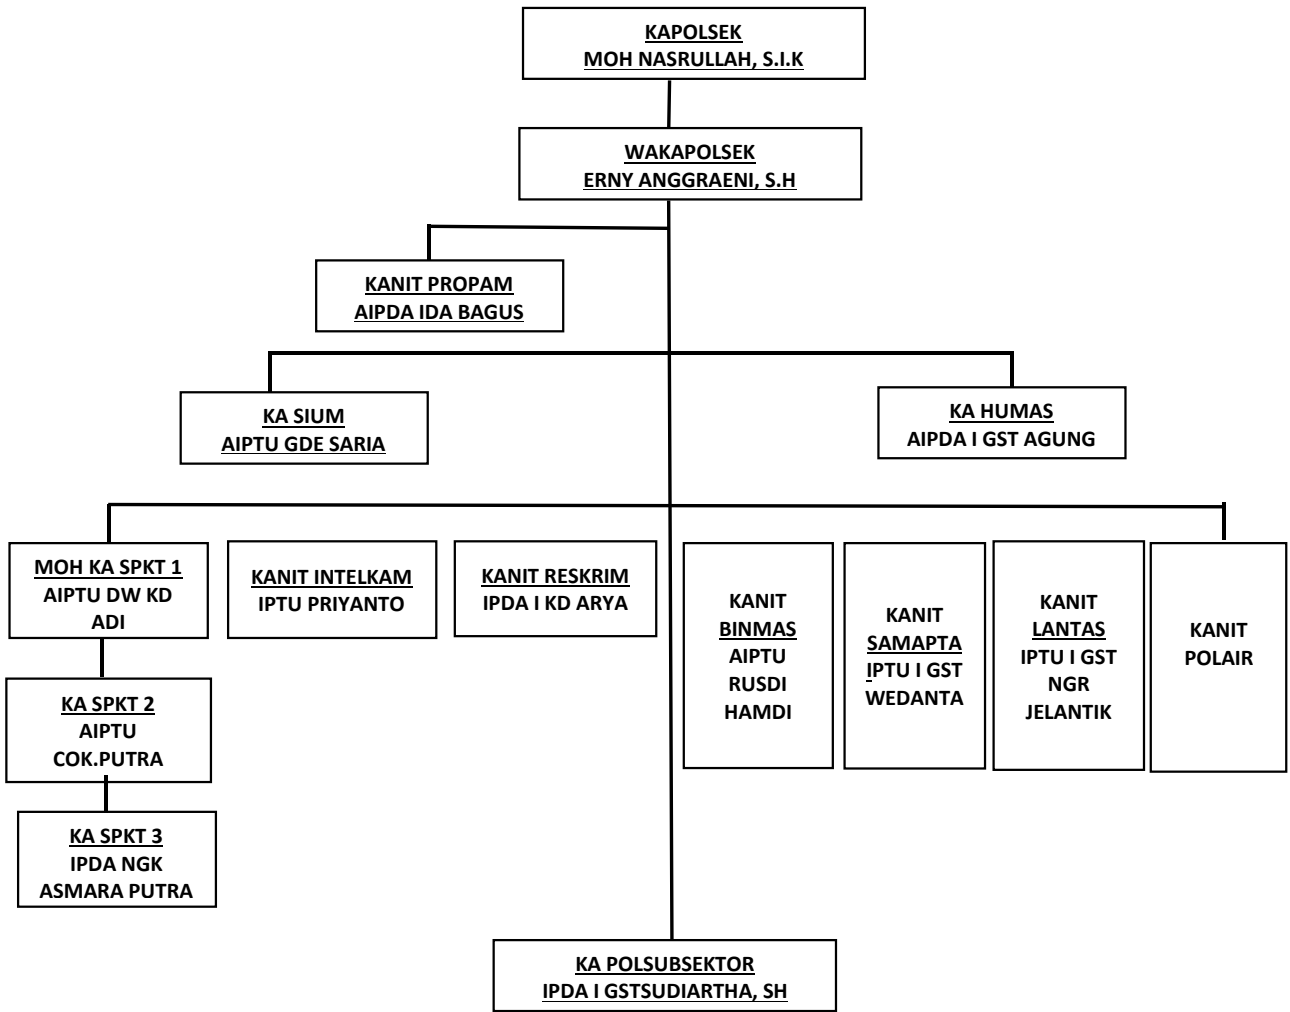 KAPOLSEK
MOH NASRULLAH, S.I.K
WAKAPOLSEK
ERNY ANGGRAENI, S.H
KANIT PROPAM
AIPDA IDA BAGUS
KA SIUM
AIPTU GDE SARIA
KA HUMAS
AIPDA I GST AGUNG
MOH KA SPKT 1
AIPTU DW KD
ADI
KANIT INTELKAM
IPTU PRIYANTO
KANIT RESKRIM
IPDA I KD ARYA
KANIT
BINMAS
AIPTU
RUSDI
HAMDI
KANIT
SAMAPTA
IPTU I GST
WEDANTA
KANIT
LANTAS
IPTU I GST
NGR
JELANTIK
KANIT
POLAIR
KA SPKT 2
AIPTU
COK.PUTRA
KA SPKT 3
IPDA NGK
ASMARA PUTRA
KA POLSUBSEKTOR
IPDA I GSTSUDIARTHA, SH